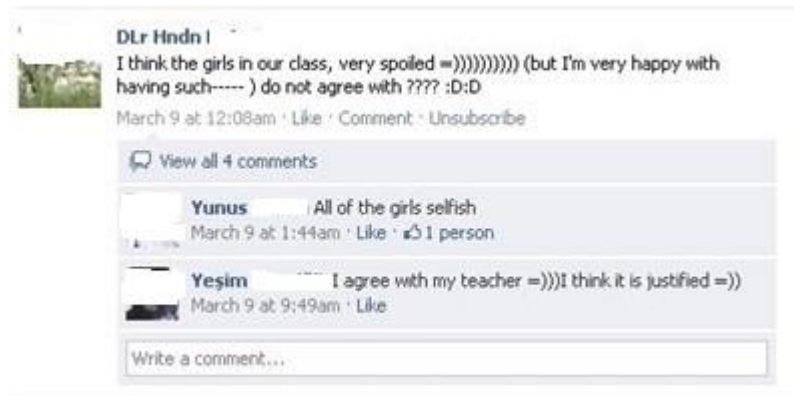 DLr Hndn
I think the girls in our class, very spoiled =)))))))))) (but I'm very happy with
having such----- ) do not agree with ???? :D:D
March 9 at 12:08am · Like · Comment · Unsubscribe
View all 4 comments
Yunus All of the girls selfish
March 9 at 1:44am · Like · 1 person
Yeşim I agree with my teacher =)))I think it is justified =))
March 9 at 9:49am · Like
Write a comment...